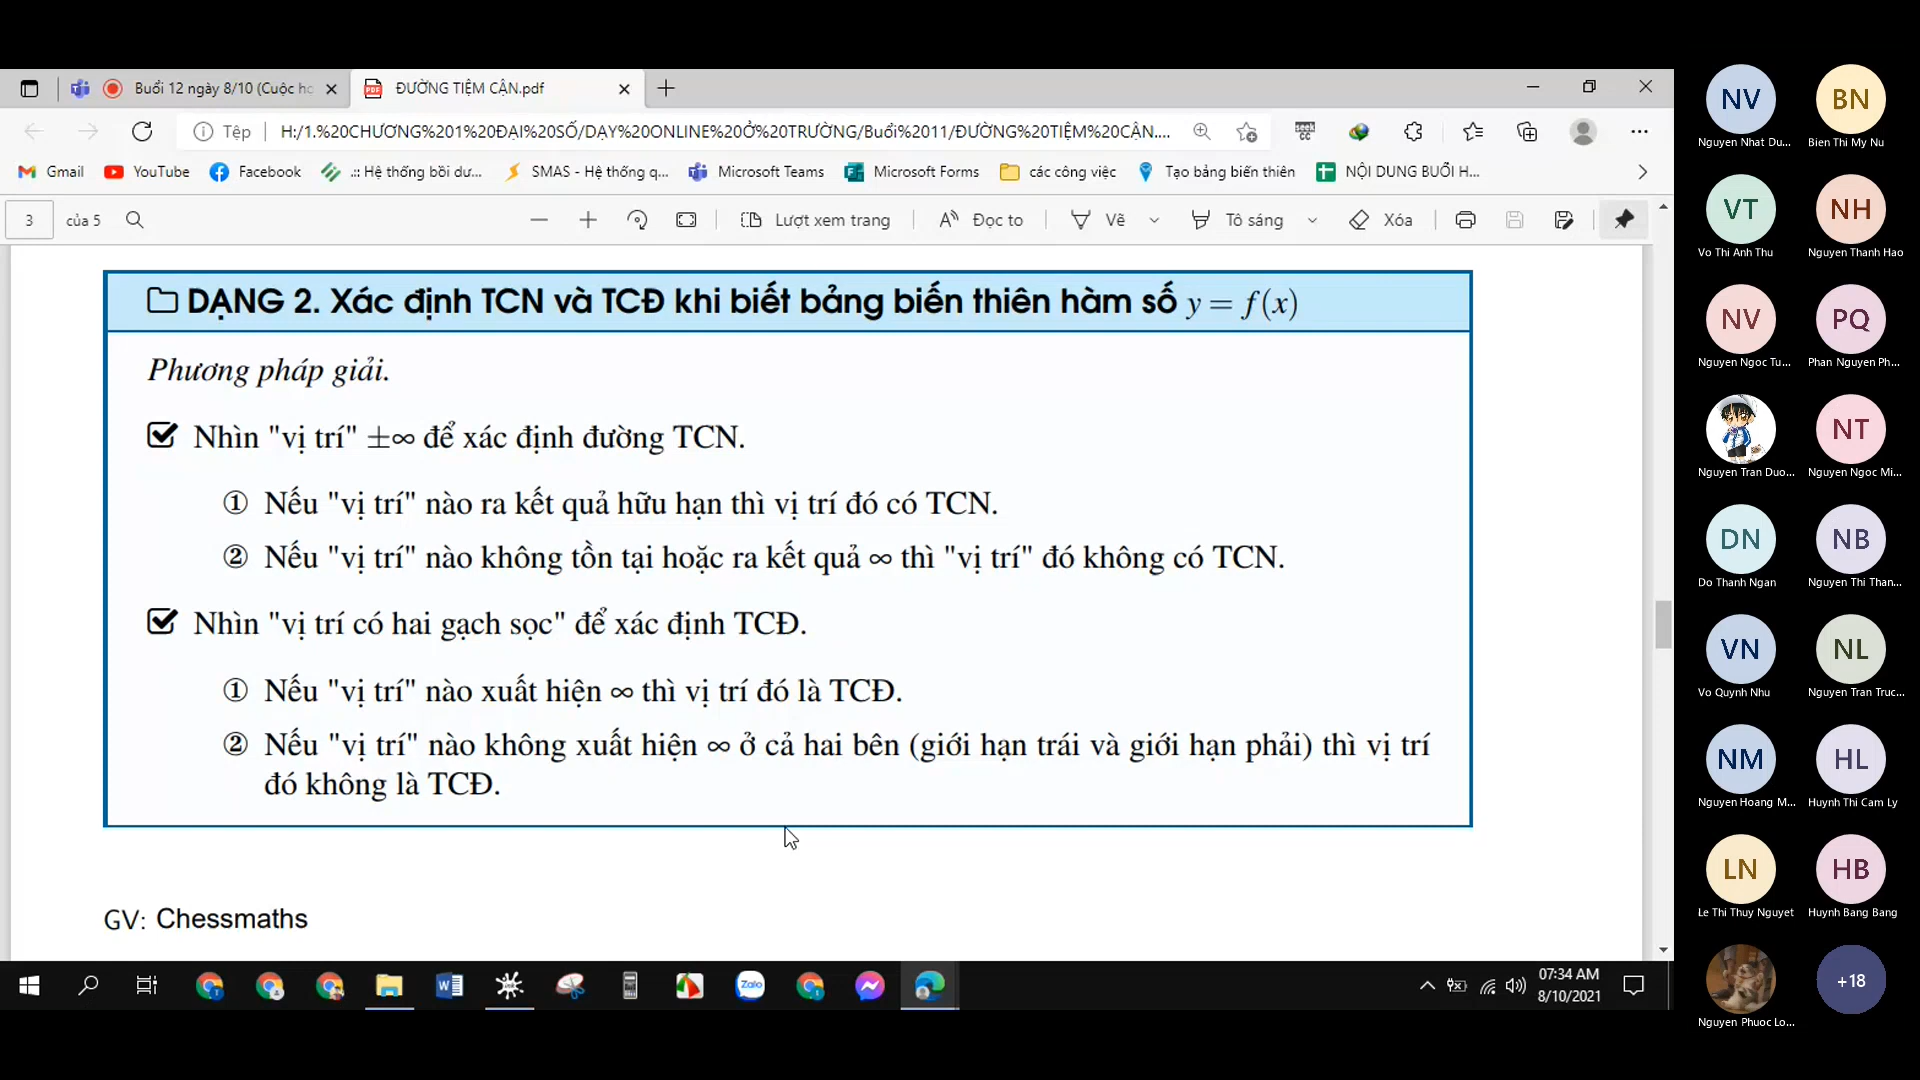 Buổi 12 ngày 8/10 (Cuộc họ
ĐƯỜNG TIỆM CẬN.pdf
Tệp
H:/1.%20CHƯƠNG%201%20ĐẠI%20SỐ/DẠY%20ONLINE%20Ở%20TRƯỜNG/Buổi%2011/ĐƯỜNG%20TIỆM%20CẬN....
Gmail
YouTube
Facebook
.:: Hệ thống bồi dư...
SMAS - Hệ thống q...
Microsoft Teams
Microsoft Forms
các công việc
Tạo bảng biến thiên
NỘI DUNG BUỔI H...
3
của 5
Lượt xem trang
Đọc to
Vẽ
Tô sáng
Xóa
DẠNG 2. Xác định TCN và TCĐ khi biết bảng biến thiên hàm số y = f(x)
Phương pháp giải.
Nhìn "vị trí" ±∞ để xác định đường TCN.
① Nếu "vị trí" nào ra kết quả hữu hạn thì vị trí đó có TCN.
② Nếu "vị trí" nào không tồn tại hoặc ra kết quả ∞ thì "vị trí" đó không có TCN.
Nhìn "vị trí có hai gạch sọc" để xác định TCĐ.
① Nếu "vị trí" nào xuất hiện ∞ thì vị trí đó là TCĐ.
② Nếu "vị trí" nào không xuất hiện ∞ ở cả hai bên (giới hạn trái và giới hạn phải) thì vị trí
đó không là TCĐ.
GV: Chessmaths
07:34 AM
8/10/2021
NV
BN
Nguyen Nhat Du...
Bien Thi My Nu
VT
NH
Vo Thi Anh Thu
Nguyen Thanh Hao
NV
PQ
Nguyen Ngoc Tu...
Phan Nguyen Ph...
NT
Nguyen Tran Duo...
Nguyen Ngoc Mi...
DN
NB
Do Thanh Ngan
Nguyen Thi Than...
VN
NL
Vo Quynh Nhu
Nguyen Tran Truc...
NM
HL
Nguyen Hoang M...
Huynh Thi Cam Ly
LN
HB
Le Thi Thuy Nguyet
Huynh Bang Bang
+18
Nguyen Phuoc Lo...